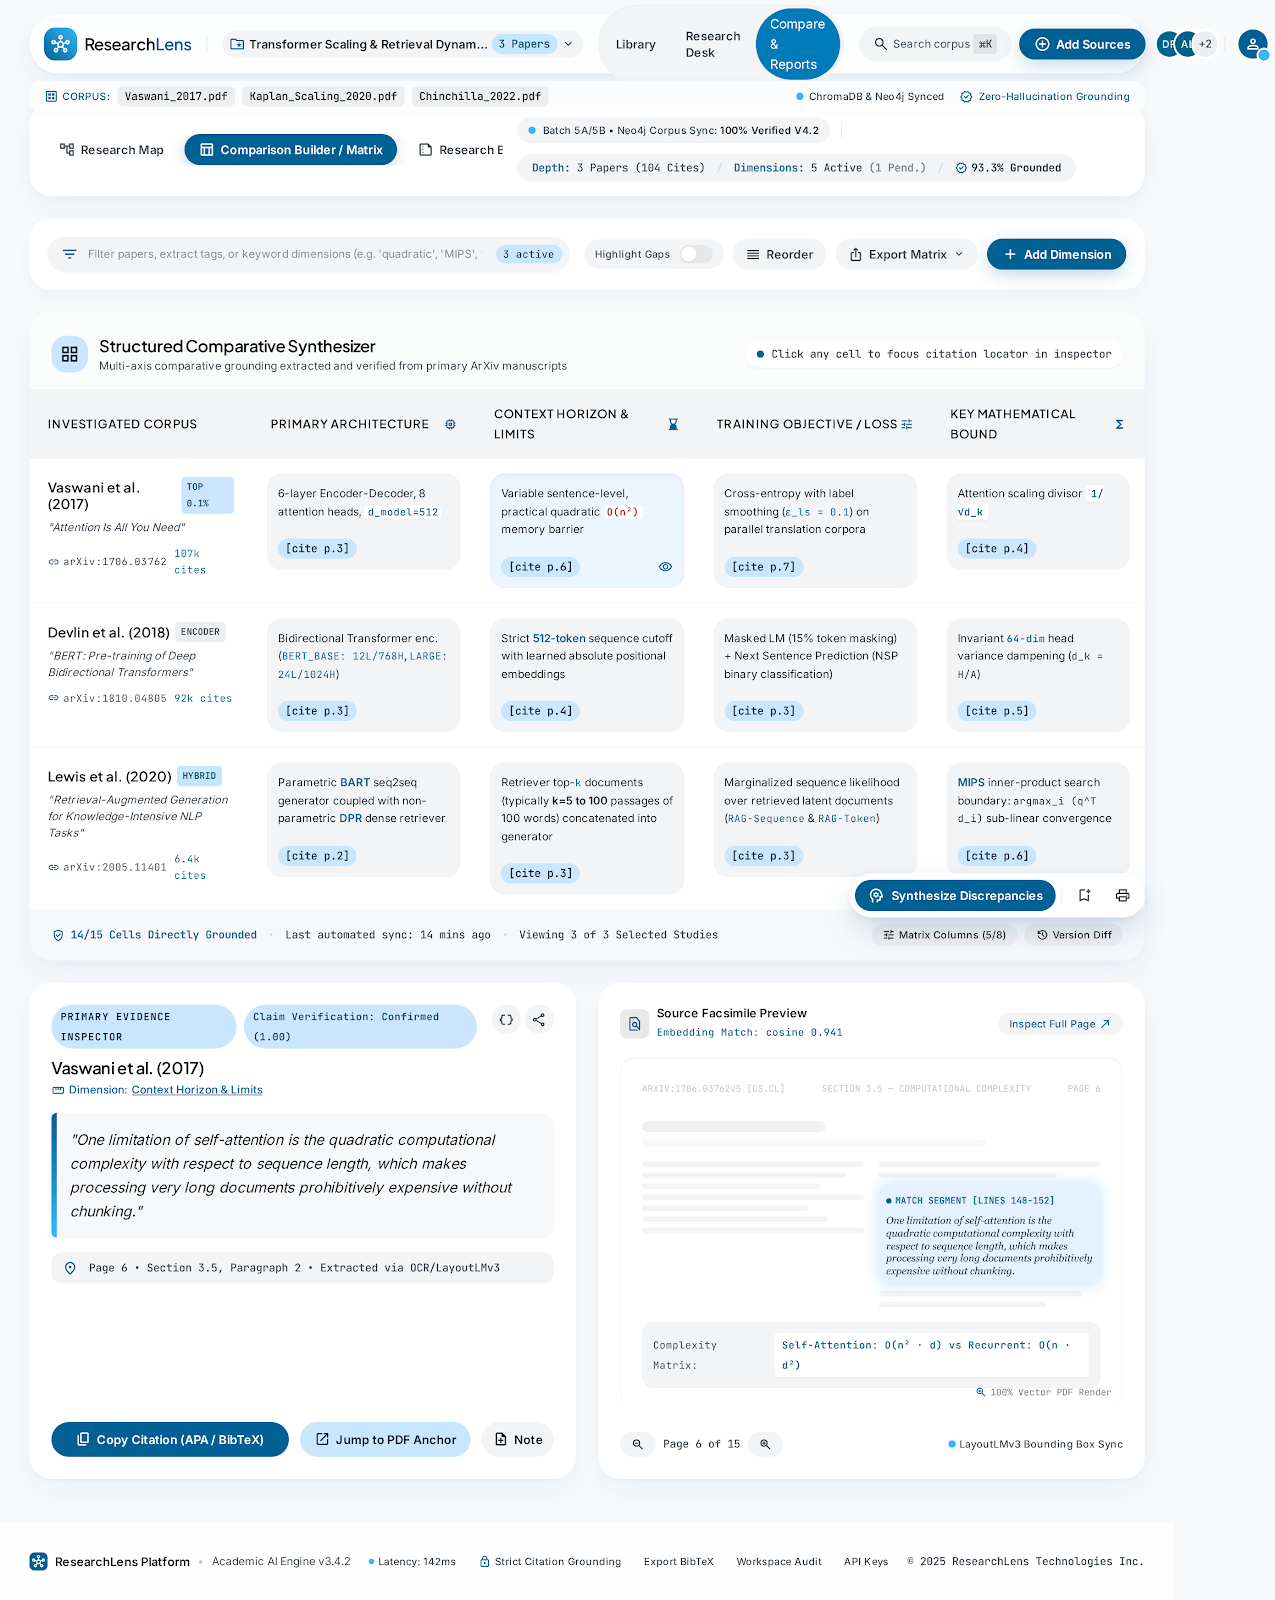 ResearchLens
Transformer Scaling & Retrieval Dynam...
3 Papers
Library
Research
Desk
Compare
&
Reports
Search corpus
⌘K
Add Sources
+2
CORPUS:
Vaswani_2017.pdf
Kaplan_Scaling_2020.pdf
Chinchilla_2022.pdf
ChromaDB & Neo4j Synced
Zero-Hallucination Grounding
Research Map
Comparison Builder / Matrix
Research
Batch 5A/5B • Neo4j Corpus Sync: 100% Verified V4.2
Depth: 3 Papers (104 Cites) / Dimensions: 5 Active (1 Pend.) / 93.3% Grounded
Filter papers, extract tags, or keyword dimensions (e.g. 'quadratic', 'MIPS', '
3 active
Highlight Gaps
Reorder
Export Matrix
Add Dimension
Structured Comparative Synthesizer
Multi-axis comparative grounding extracted and verified from primary ArXiv manuscripts
Click any cell to focus citation locator in inspector
INVESTIGATED CORPUS
PRIMARY ARCHITECTURE
CONTEXT HORIZON &
LIMITS
TRAINING OBJECTIVE / LOSS
KEY MATHEMATICAL
BOUND
Σ
Vaswani et al.
(2017)
TOP
0.1%
"Attention Is All You Need"
arXiv:1706.03762
107k
cites
6-layer Encoder-Decoder, 8
attention heads, d_model=512
[cite p.3]
Variable sentence-level,
practical quadratic O(n²)
memory barrier
[cite p.6]
Cross-entropy with label
smoothing (ε_ls = 0.1) on
parallel translation corpora
[cite p.7]
Attention scaling divisor 1/
√d_k
[cite p.4]
Devlin et al. (2018)
ENCODER
"BERT: Pre-training of Deep
Bidirectional Transformers"
arXiv:1810.04805 92k cites
Bidirectional Transformer enc.
(BERT_BASE: 12L/768H, LARGE:
24L/1024H)
[cite p.3]
Strict 512-token sequence cutoff
with learned absolute positional
embeddings
[cite p.4]
Masked LM (15% token masking)
+ Next Sentence Prediction (NSP
binary classification)
[cite p.3]
Invariant 64-dim head
variance dampening (d_k =
H/A)
[cite p.5]
Lewis et al. (2020)
HYBRID
"Retrieval-Augmented Generation
for Knowledge-Intensive NLP
Tasks"
arXiv:2005.11401
6.4k
cites
Parametric BART seq2seq
generator coupled with non-
parametric DPR dense retriever
[cite p.2]
Retriever top-k documents
(typically k=5 to 100 passages of
100 words) concatenated into
generator
[cite p.3]
Marginalized sequence likelihood
over retrieved latent documents
(RAG-Sequence & RAG-Token)
[cite p.3]
MIPS inner-product search
boundary: argmax_i (q^T
d_i) sub-linear convergence
[cite p.6]
Synthesize Discrepancies
14/15 Cells Directly Grounded • Last automated sync: 14 mins ago • Viewing 3 of 3 Selected Studies
Matrix Columns (5/8)
Version Diff
PRIMARY EVIDENCE
INSPECTOR
Claim Verification: Confirmed
(1.00)
Vaswani et al. (2017)
Dimension: Context Horizon & Limits
"One limitation of self-attention is the quadratic computational
complexity with respect to sequence length, which makes
processing very long documents prohibitively expensive without
chunking."
Page 6 • Section 3.5, Paragraph 2 • Extracted via OCR/LayoutLMv3
Copy Citation (APA / BibTeX)
Jump to PDF Anchor
Note
Source Facsimile Preview
Embedding Match: cosine 0.941
Inspect Full Page
ARXIV:1706.03762v5 [CS.CL]
SECTION 3.5 — COMPUTATIONAL COMPLEXITY
PAGE 6
MATCH SEGMENT [LINES 148-152]
One limitation of self-attention is the
quadratic computational complexity with
respect to sequence length, which makes
processing very long documents prohibitively
expensive without chunking.
Complexity
Matrix:
Self-Attention: O(n² · d) vs Recurrent: O(n ·
d²)
100% Vector PDF Render
Page 6 of 15
LayoutLMv3 Bounding Box Sync
ResearchLens Platform • Academic AI Engine v3.4.2
Latency: 142ms
Strict Citation Grounding
Export BibTeX
Workspace Audit
API Keys
© 2025 ResearchLens Technologies Inc.